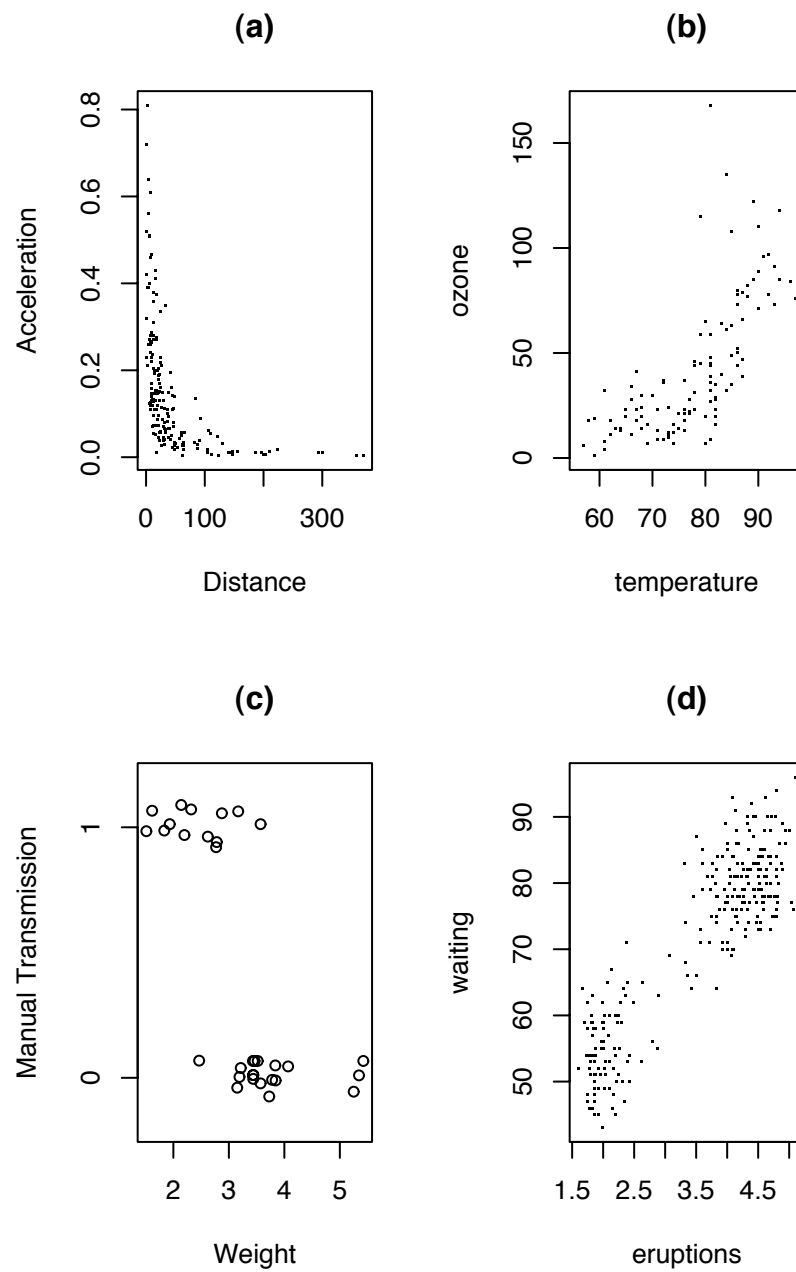 (a)
Acceleration
0.0 0.2 0.4 0.6 0.8
0 100 300
Distance
(b)
ozone
0 50 100 150
60 70 80 90
temperature
(c)
Manual Transmission
0 1
2 3 4 5
Weight
(d)
waiting
50 60 70 80 90
1.5 2.5 3.5 4.5
eruptions